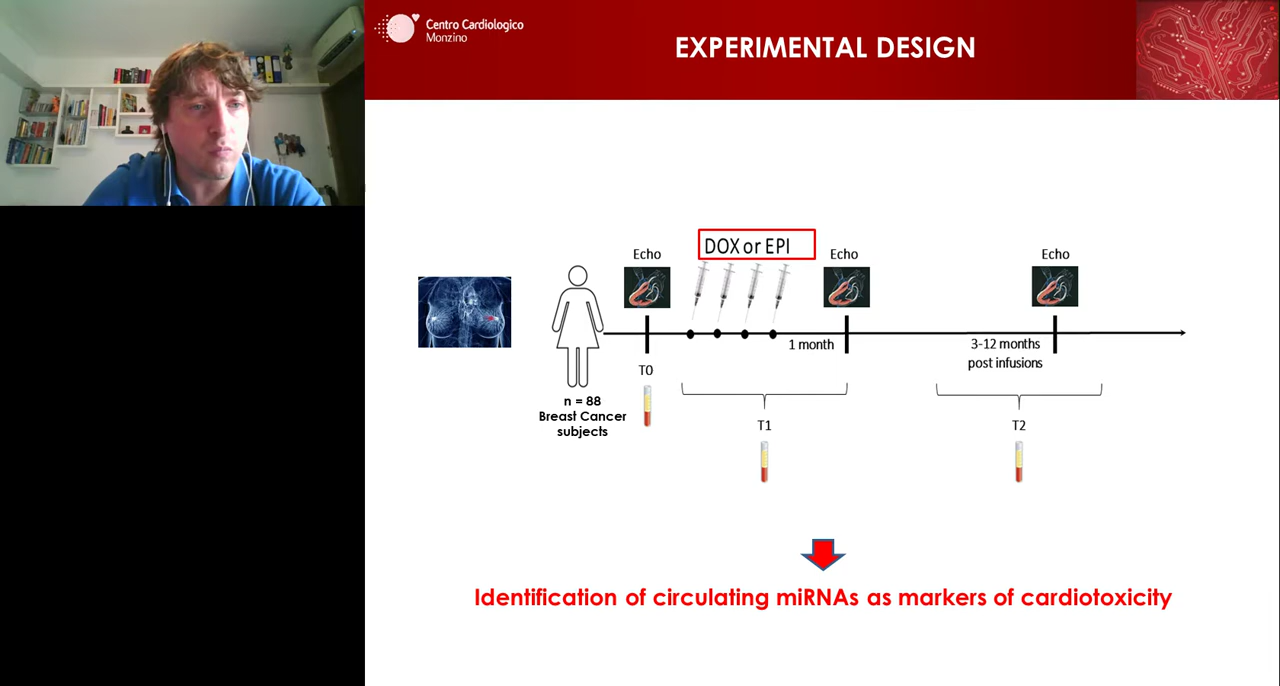 Centro Cardiologico
Monzino
EXPERIMENTAL DESIGN
Echo
DOX or EPI
Echo
Echo
1 month
3-12 months
post infusions
T0
n = 88
Breast Cancer
subjects
T1
T2
Identification of circulating miRNAs as markers of cardiotoxicity